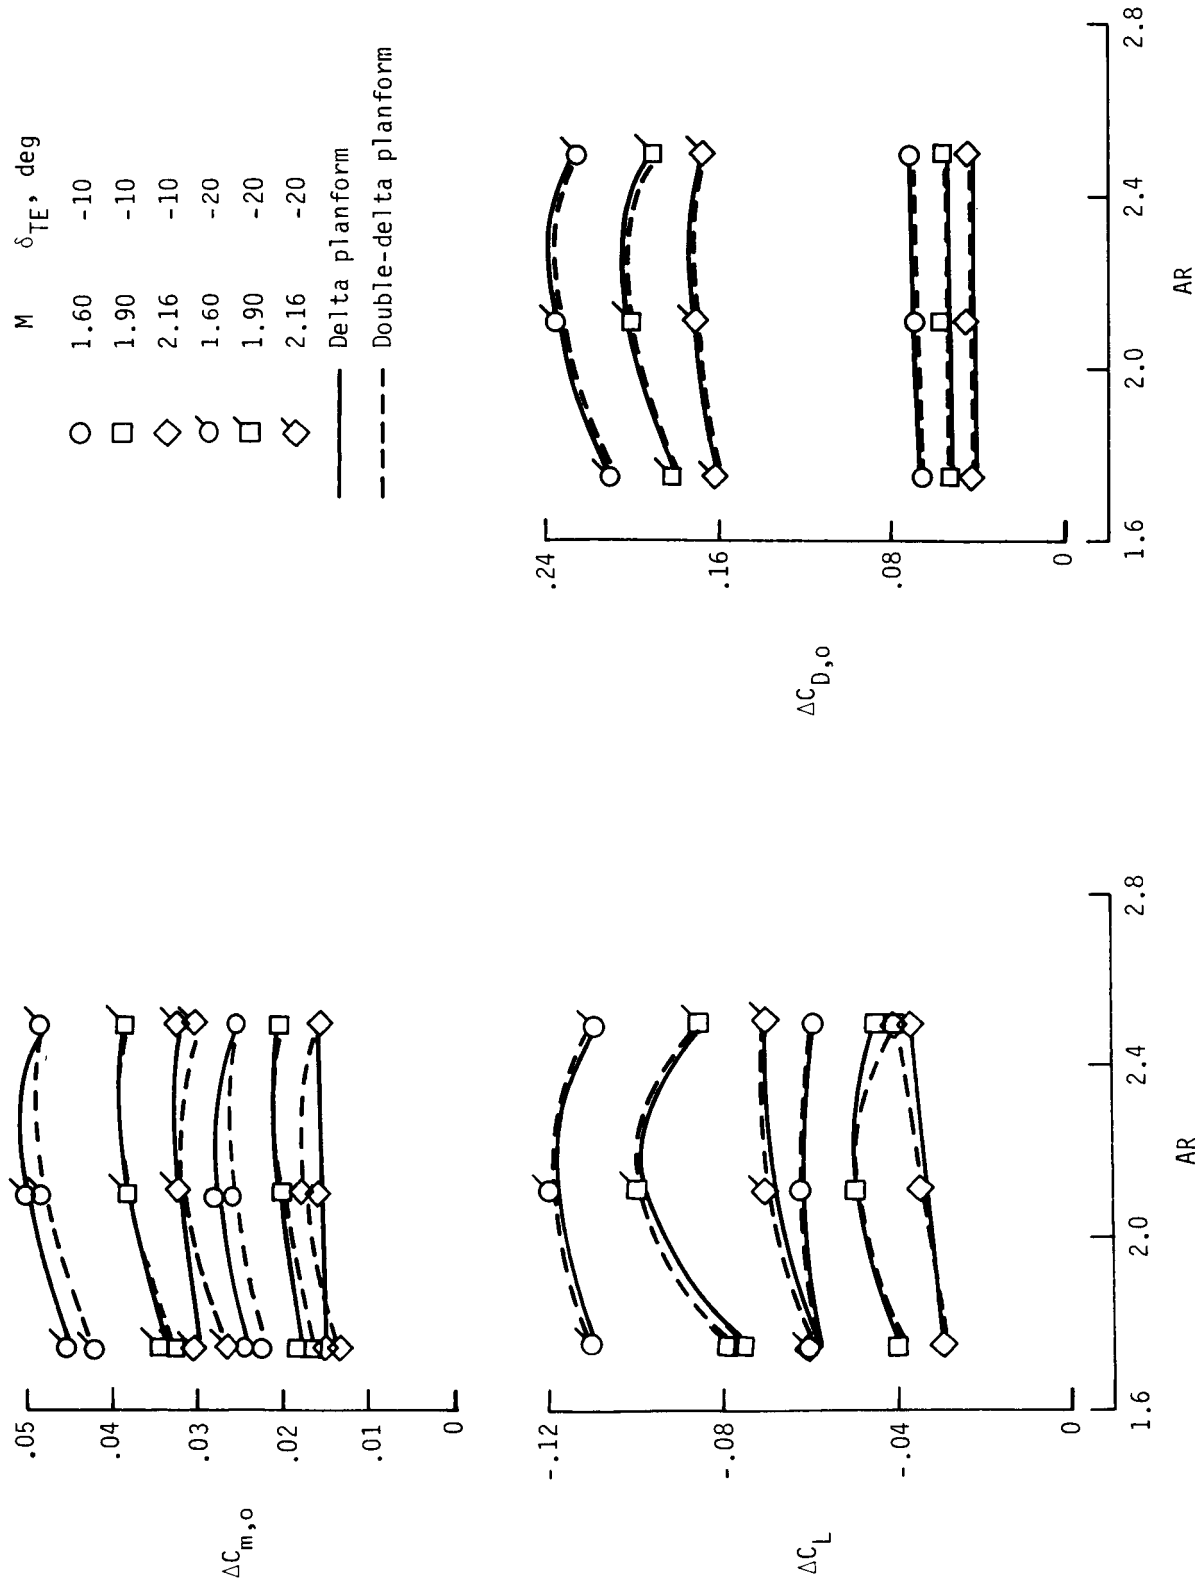 M δTE, deg
1.60 -10
1.90 -10
2.16 -10
1.60 -20
1.90 -20
2.16 -20
Delta planform
Double-delta planform
.05
.04
.03
.02
.01
0
ΔCm,o
-.12
-.08
-.04
0
ΔCL
1.6 2.0 2.4 2.8
AR
.24
.16
.08
0
ΔCD,o
1.6 2.0 2.4 2.8
AR